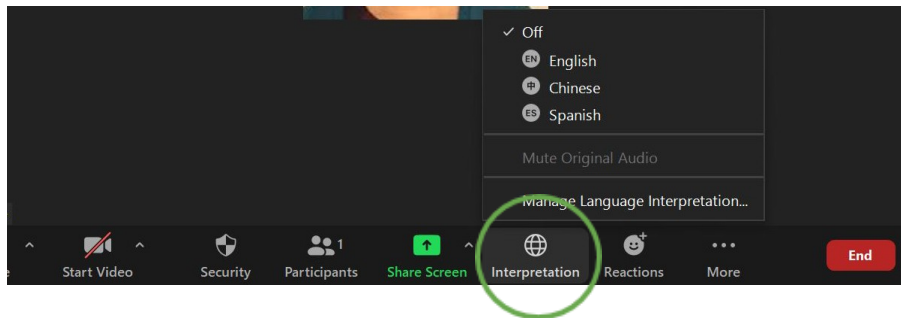 Off
EN English
中 Chinese
ES Spanish
Mute Original Audio
Manage Language Interpretation...
1
Start Video Security Participants Share Screen Interpretation Reactions More End